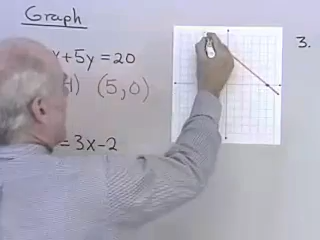 Graph
3.
+5y=20
(5,0)
=3x-2